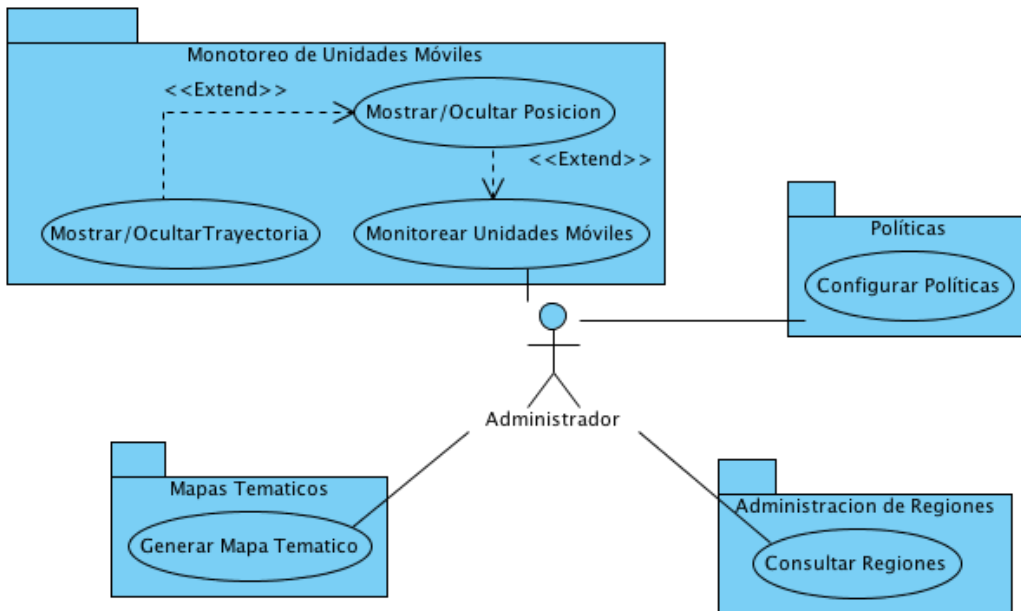 Monotoreo de Unidades Móviles
<<Extend>>
Mostrar/Ocultar Posicion
<<Extend>>
Mostrar/OcultarTrayectoria
Monitorear Unidades Móviles
Políticas
Configurar Políticas
Administrador
Mapas Tematicos
Generar Mapa Tematico
Administracion de Regiones
Consultar Regiones